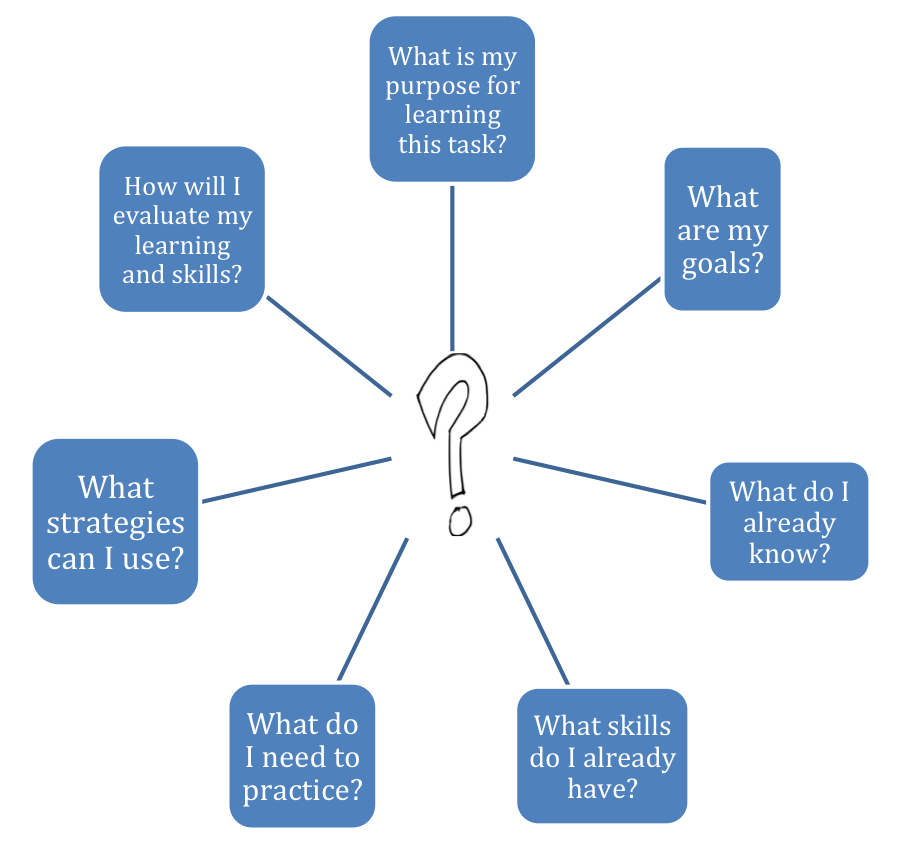 What is my
purpose for
learning
this task?
What
are my
goals?
What do I
already
know?
What skills
do I already
have?
What do
I need to
practice?
What
strategies
can I use?
How will I
evaluate my
learning
and skills?
?